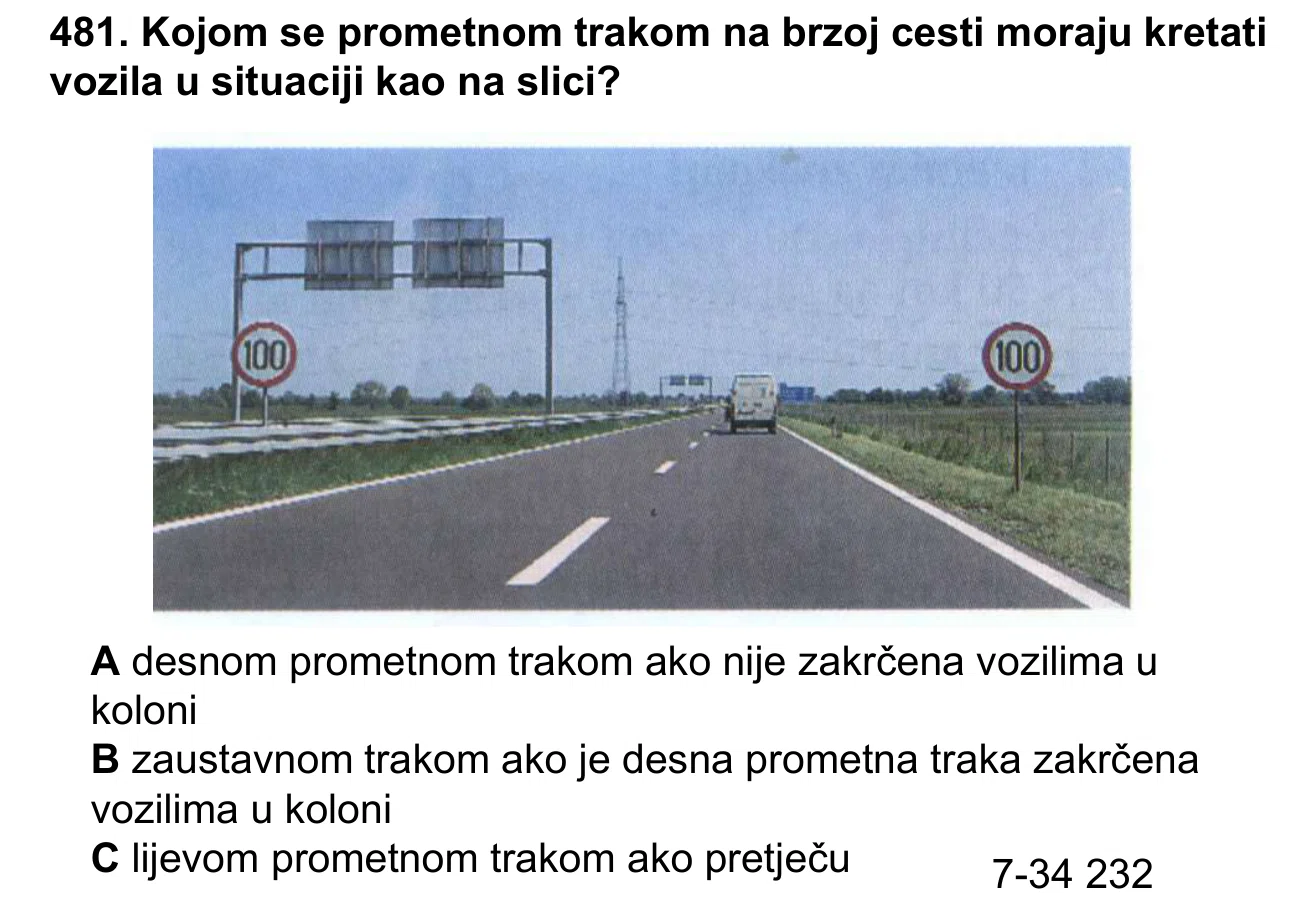 481. Kojom se prometnom trakom na brzoj cesti moraju kretati
vozila u situaciji kao na slici?
100
100
A desnom prometnom trakom ako nije zakrčena vozilima u
koloni
B zaustavnom trakom ako je desna prometna traka zakrčena
vozilima u koloni
C lijevom prometnom trakom ako pretječu
7-34 232